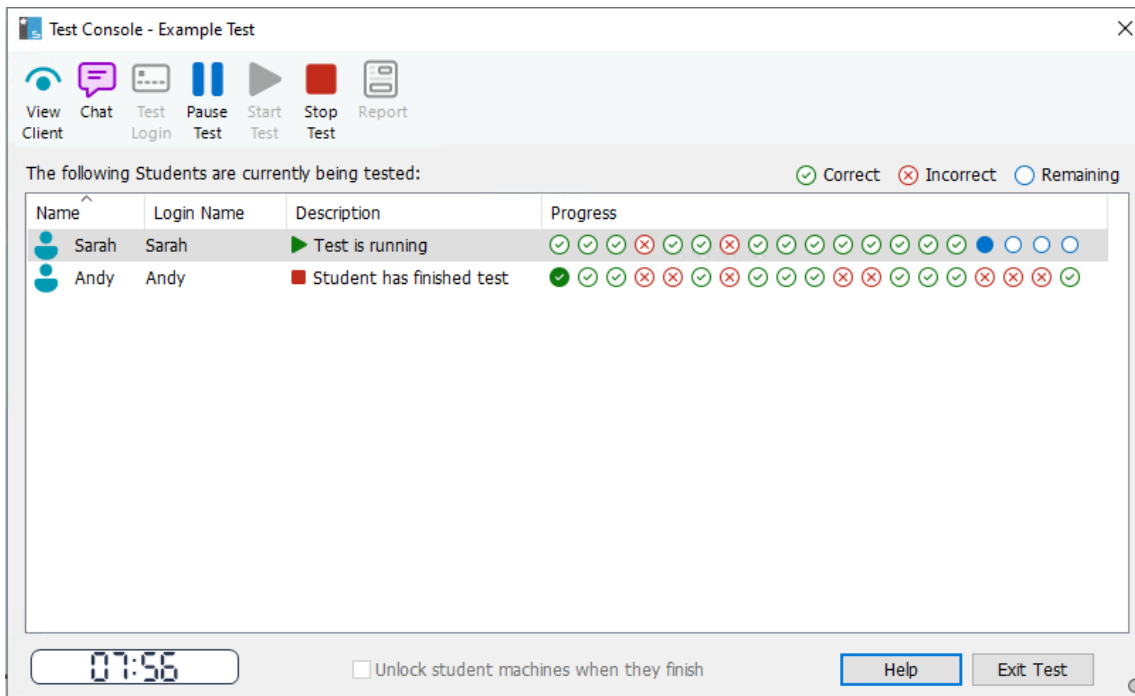 Test Console - Example Test
View Client Chat Test Login Pause Test Start Test Stop Test Report
The following Students are currently being tested: Correct Incorrect Remaining
Name Login Name Description Progress
Sarah Sarah Test is running
Andy Andy Student has finished test
07:56 Unlock student machines when they finish Help Exit Test